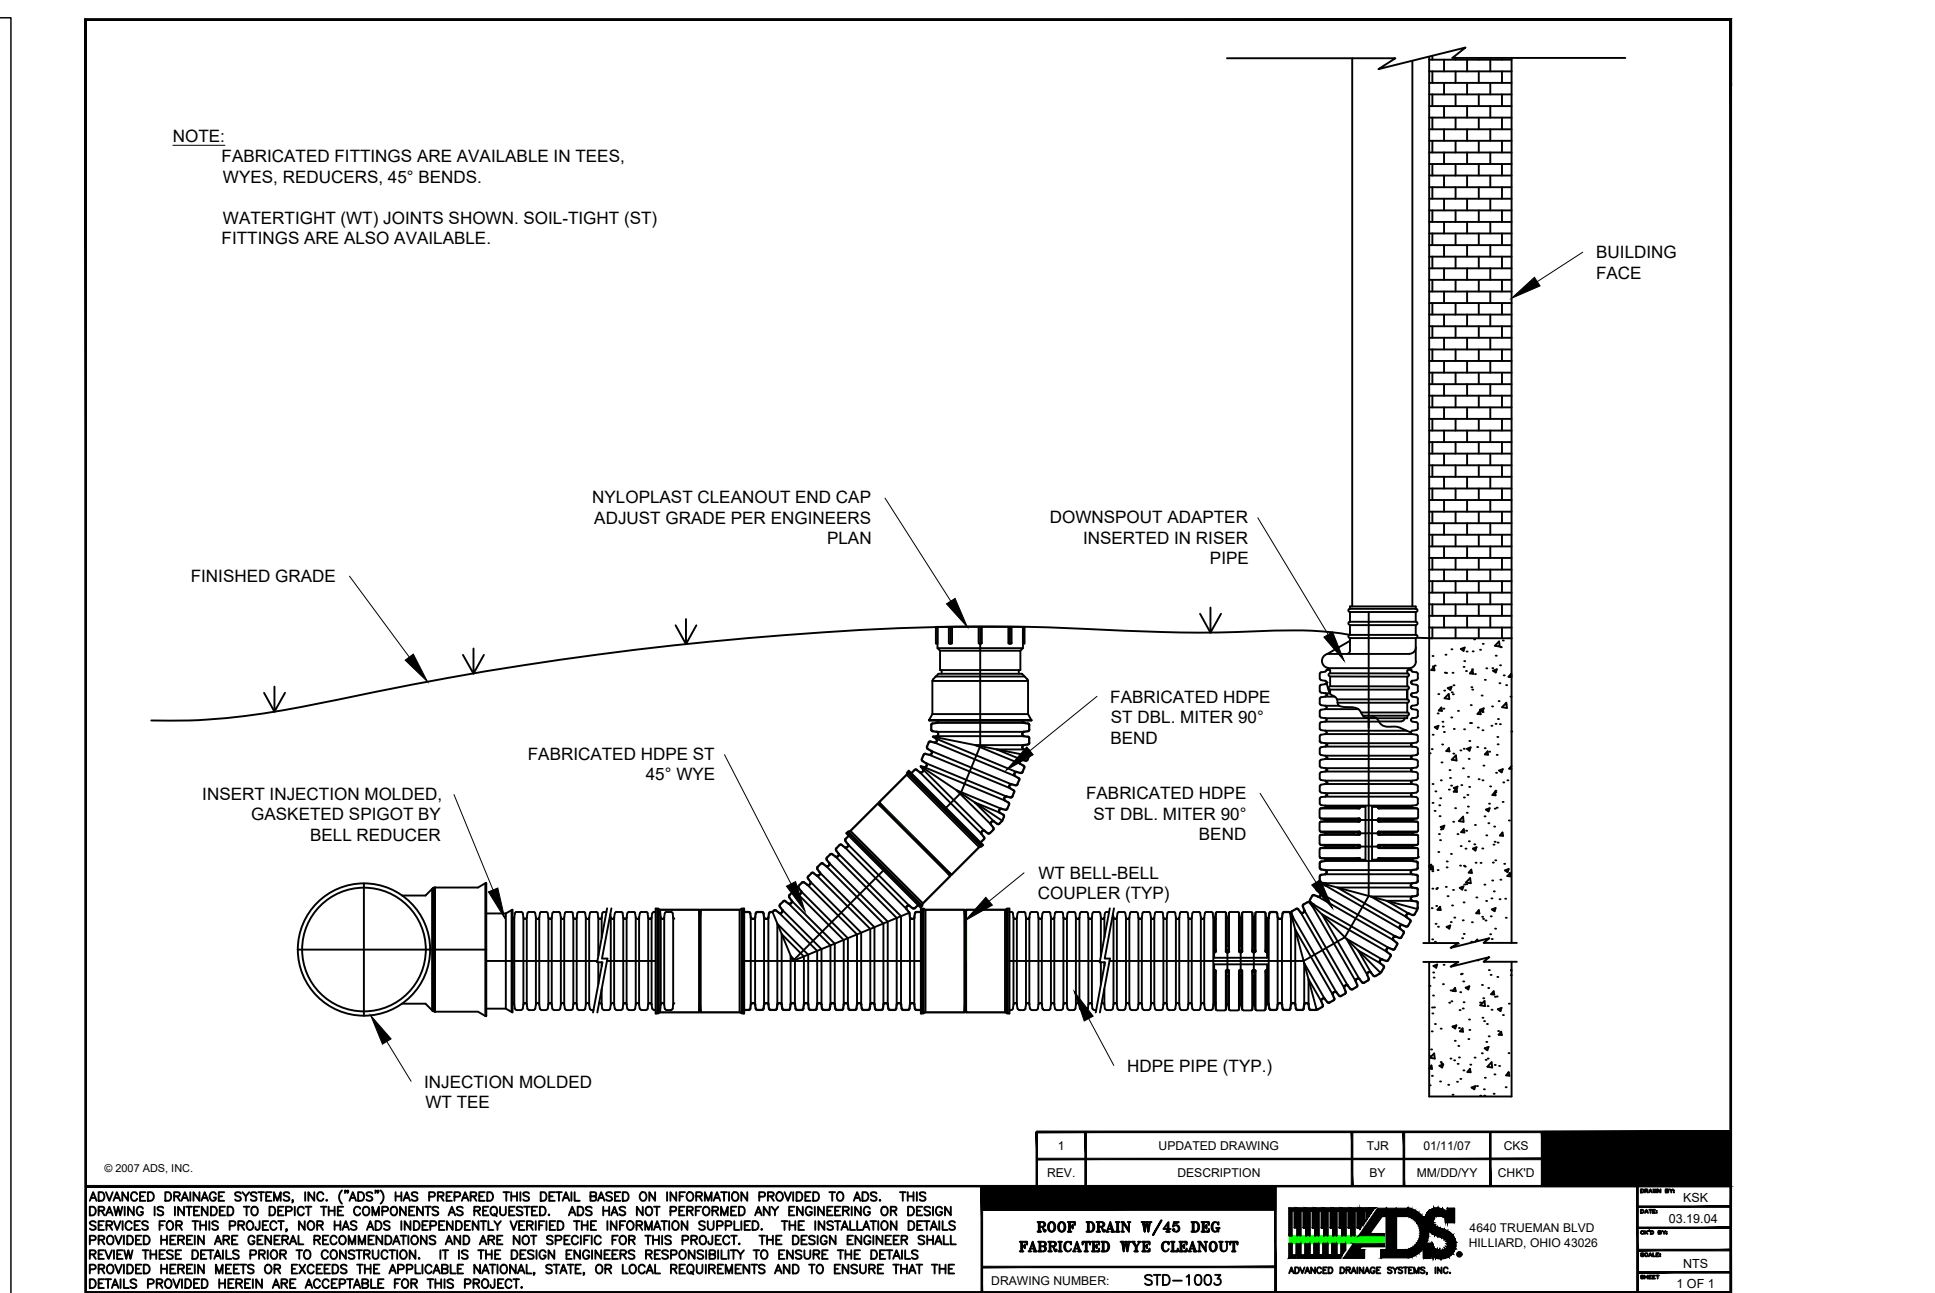 NOTE:
FABRICATED FITTINGS ARE AVAILABLE IN TEES,
WYES, REDUCERS, 45° BENDS.
WATERTIGHT (WT) JOINTS SHOWN. SOIL-TIGHT (ST)
FITTINGS ARE ALSO AVAILABLE.
BUILDING
FACE
NYLOPLAST CLEANOUT END CAP
ADJUST GRADE PER ENGINEERS
PLAN
DOWNSPOUT ADAPTER
INSERTED IN RISER
PIPE
FINISHED GRADE
FABRICATED HDPE
ST DBL. MITER 90°
BEND
FABRICATED HDPE ST
45° WYE
INSERT INJECTION MOLDED,
GASKETED SPIGOT BY
BELL REDUCER
FABRICATED HDPE
ST DBL. MITER 90°
BEND
WT BELL-BELL
COUPLER (TYP)
HDPE PIPE (TYP.)
INJECTION MOLDED
WT TEE
1 UPDATED DRAWING TJR 01/11/07 CKS
REV. DESCRIPTION BY MM/DD/YY CHK'D
© 2007 ADS, INC.
ADVANCED DRAINAGE SYSTEMS, INC. ("ADS") HAS PREPARED THIS DETAIL BASED ON INFORMATION PROVIDED TO ADS. THIS
DRAWING IS INTENDED TO DEPICT THE COMPONENTS AS REQUESTED. ADS HAS NOT PERFORMED ANY ENGINEERING OR DESIGN
SERVICES FOR THIS PROJECT, NOR HAS ADS INDEPENDENTLY VERIFIED THE INFORMATION SUPPLIED. THE INSTALLATION DETAILS
PROVIDED HEREIN ARE GENERAL RECOMMENDATIONS AND ARE NOT SPECIFIC FOR THIS PROJECT. THE DESIGN ENGINEER SHALL
REVIEW THESE DETAILS PRIOR TO CONSTRUCTION. IT IS THE DESIGN ENGINEERS RESPONSIBILITY TO ENSURE THE DETAILS
PROVIDED HEREIN MEETS OR EXCEEDS THE APPLICABLE NATIONAL, STATE, OR LOCAL REQUIREMENTS AND TO ENSURE THAT THE
DETAILS PROVIDED HEREIN ARE ACCEPTABLE FOR THIS PROJECT.
ROOF DRAIN W/45 DEG
FABRICATED WYE CLEANOUT
DRAWING NUMBER: STD-1003
ADS.
ADVANCED DRAINAGE SYSTEMS, INC.
4640 TRUEMAN BLVD
HILLIARD, OHIO 43026
DRAWN BY: KSK
DATE: 03.19.04
CK'D BY:
SCALE: NTS
SHEET 1 OF 1